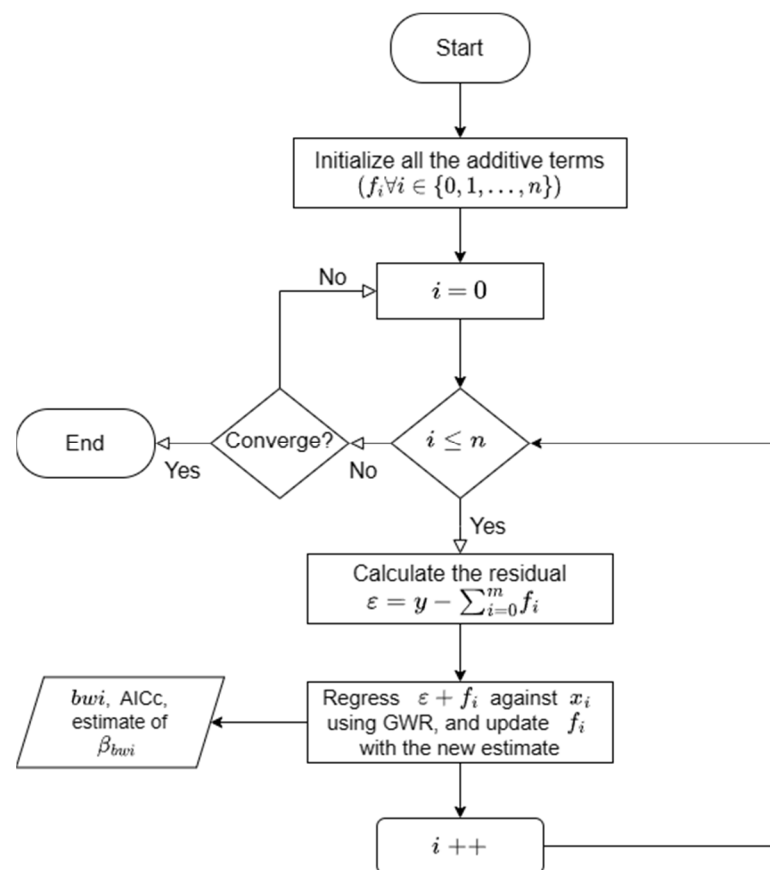 Start
Initialize all the additive terms
(f_i ∀i ∈ {0, 1, . . . , n})
No
i = 0
End
Yes
Converge?
No
i ≤ n
Yes
Calculate the residual
ε = y − ∑_{i=0}^{m} f_i
bwi, AICc,
estimate of
β_{bwi}
Regress ε + f_i against x_i
using GWR, and update f_i
with the new estimate
i ++